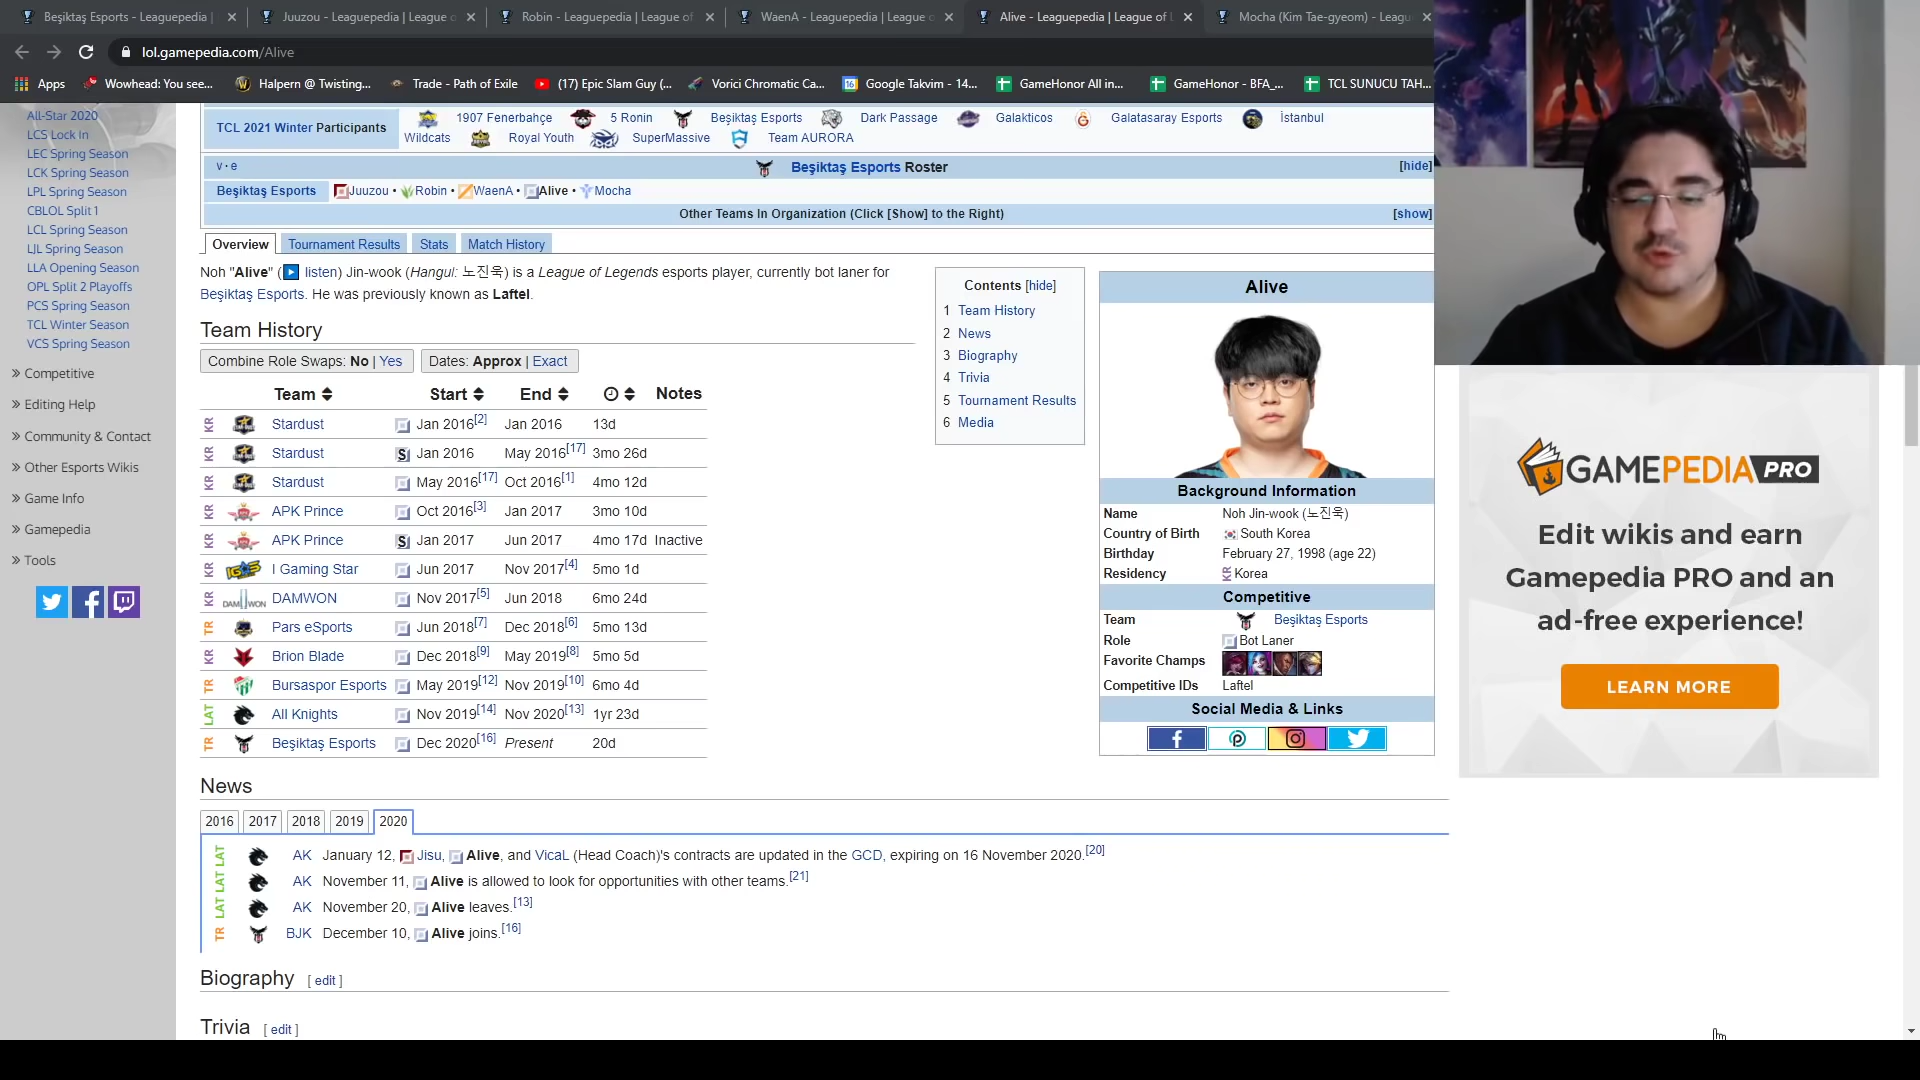 Beşiktaş Esports - Leaguepedia |
Juuzou - Leaguepedia | League o
Robin - Leaguepedia | League of
WaenA - Leaguepedia | League o
Alive - Leaguepedia | League of L
Mocha (Kim Tae-gyeom) - Leagu
lol.gamepedia.com/Alive
Apps
Wowhead: You see...
Halpern @ Twisting...
Trade - Path of Exile
(17) Epic Slam Guy (...
Vorici Chromatic Ca...
Google Takvim - 14...
GameHonor All in...
GameHonor - BFA_...
TCL SUNUCU TAH...
All-Star 2020
LCS Lock In
LEC Spring Season
LCK Spring Season
LPL Spring Season
CBLOL Split 1
LCL Spring Season
LJL Spring Season
LLA Opening Season
OPL Split 2 Playoffs
PCS Spring Season
TCL Winter Season
VCS Spring Season
Competitive
Editing Help
Community & Contact
Other Esports Wikis
Game Info
Gamepedia
Tools
TCL 2021 Winter Participants
1907 Fenerbahçe 5 Ronin Beşiktaş Esports Dark Passage Galakticos Galatasaray Esports İstanbul
Wildcats Royal Youth SuperMassive Team AURORA
v · e Beşiktaş Esports Roster [hide]
Beşiktaş Esports Juuzou • Robin • WaenA • Alive • Mocha
Other Teams In Organization (Click [Show] to the Right) [show]
Overview Tournament Results Stats Match History
Noh "Alive" ( listen) Jin-wook (Hangul: 노진욱) is a League of Legends esports player, currently bot laner for
Beşiktaş Esports. He was previously known as Laftel.
Team History
Combine Role Swaps: No | Yes Dates: Approx | Exact
Team Start End Notes
KR Stardust Jan 2016[2] Jan 2016 13d
KR Stardust S Jan 2016 May 2016[17] 3mo 26d
KR Stardust May 2016[17] Oct 2016[1] 4mo 12d
KR APK Prince Oct 2016[3] Jan 2017 3mo 10d
KR APK Prince S Jan 2017 Jun 2017 4mo 17d Inactive
KR I Gaming Star Jun 2017 Nov 2017[4] 5mo 1d
KR DAMWON DAMWON Nov 2017[5] Jun 2018 6mo 24d
TR Pars eSports Jun 2018[7] Dec 2018[6] 5mo 13d
KR Brion Blade Dec 2018[9] May 2019[8] 5mo 5d
TR Bursaspor Esports May 2019[12] Nov 2019[10] 6mo 4d
LAT All Knights Nov 2019[14] Nov 2020[13] 1yr 23d
TR Beşiktaş Esports Dec 2020[16] Present 20d
Contents [hide]
1 Team History
2 News
3 Biography
4 Trivia
5 Tournament Results
6 Media
Alive
Background Information
Name Noh Jin-wook (노진욱)
Country of Birth South Korea
Birthday February 27, 1998 (age 22)
Residency KR Korea
Competitive
Team Beşiktaş Esports
Role Bot Laner
Favorite Champs
Competitive IDs Laftel
Social Media & Links
News
2016 2017 2018 2019 2020
LAT AK January 12, Jisu, Alive, and VicaL (Head Coach)'s contracts are updated in the GCD, expiring on 16 November 2020.[20]
LAT AK November 11, Alive is allowed to look for opportunities with other teams.[21]
LAT AK November 20, Alive leaves.[13]
TR BJK December 10, Alive joins.[16]
Biography [ edit ]
Trivia [ edit ]
GAMEPEDIA PRO
Edit wikis and earn
Gamepedia PRO and an
ad-free experience!
LEARN MORE